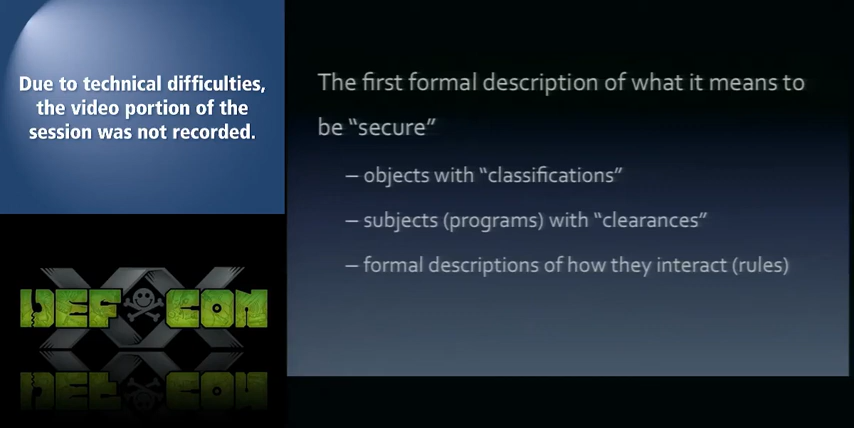 Due to technical difficulties,
the video portion of the
session was not recorded.
DEF CON
XX
The first formal description of what it means to
be “secure”
– objects with “classifications”
– subjects (programs) with “clearances”
– formal descriptions of how they interact (rules)